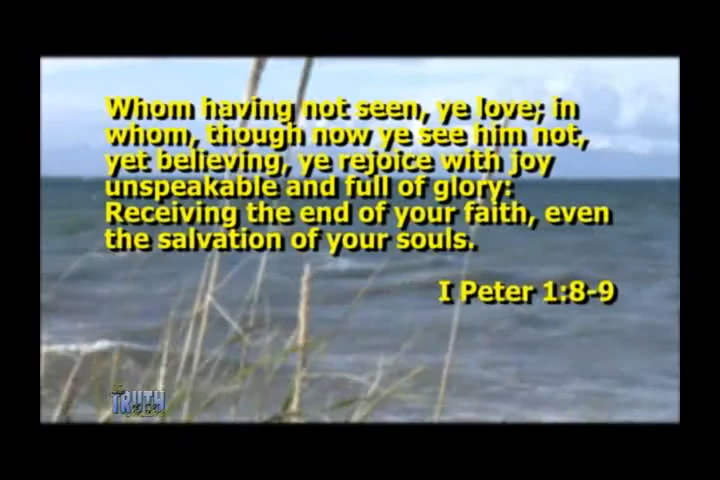 Whom having not seen, ye love; in
whom, though now ye see him not,
yet believing, ye rejoice with joy
unspeakable and full of glory:
Receiving the end of your faith, even
the salvation of your souls.
I Peter 1:8-9
TRUTH